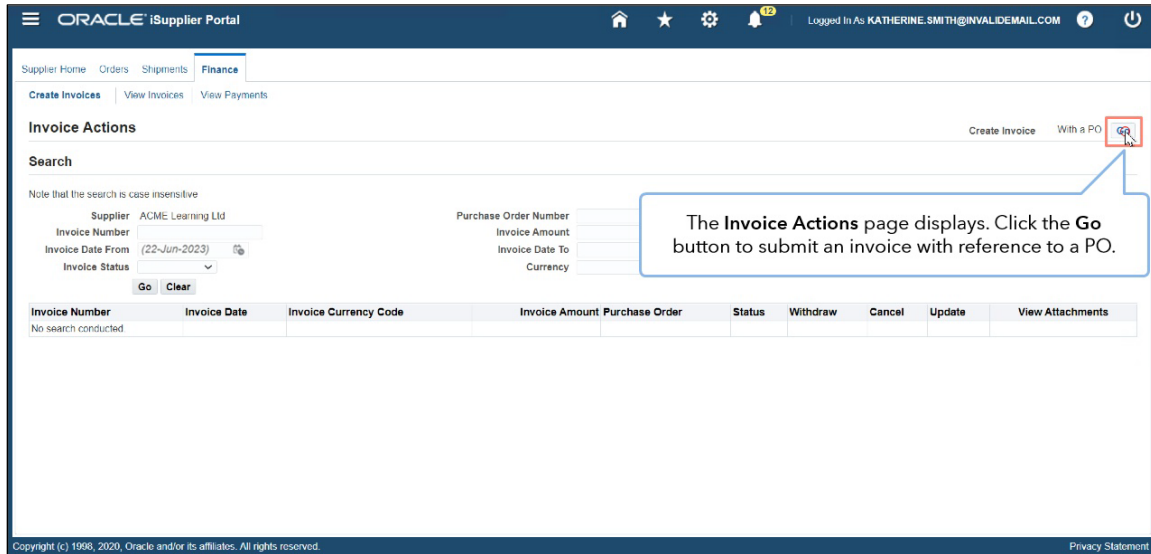 ORACLE iSupplier Portal
12
Logged In As KATHERINE.SMITH@INVALIDEMAIL.COM ?
Supplier Home Orders Shipments Finance
Create Invoices View Invoices View Payments
Invoice Actions
Create Invoice With a PO Go
Search
Note that the search is case insensitive
Supplier ACME Learning Ltd
Purchase Order Number
Invoice Number
Invoice Amount
Invoice Date From (22-Jun-2023)
Invoice Date To
Invoice Status
Currency
Go Clear
The Invoice Actions page displays. Click the Go
button to submit an invoice with reference to a PO.
Invoice Number Invoice Date Invoice Currency Code Invoice Amount Purchase Order Status Withdraw Cancel Update View Attachments
No search conducted
Copyright (c) 1998, 2020, Oracle and/or its affiliates. All rights reserved. Privacy Statement